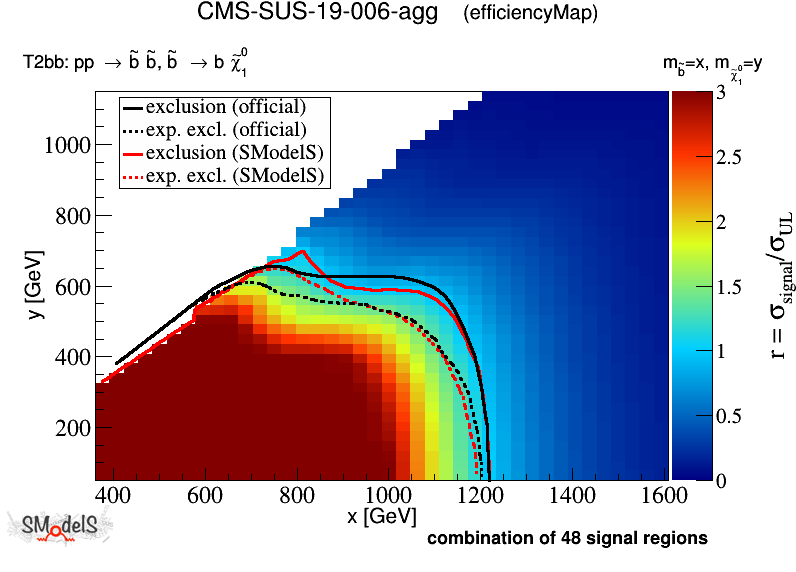 CMS-SUS-19-006-agg (efficiencyMap)
T2bb: pp → b̃ b̃, b̃ → b χ̃⁰₁
m_b̃=x, m_χ̃⁰₁=y
exclusion (official)
exp. excl. (official)
exclusion (SModelS)
exp. excl. (SModelS)
1000
800
600
400
200
y [GeV]
400 600 800 1000 1200 1400 1600
x [GeV]
3
2.5
2
1.5
1
0.5
0
r = σ_signal/σ_UL
SModelS
combination of 48 signal regions